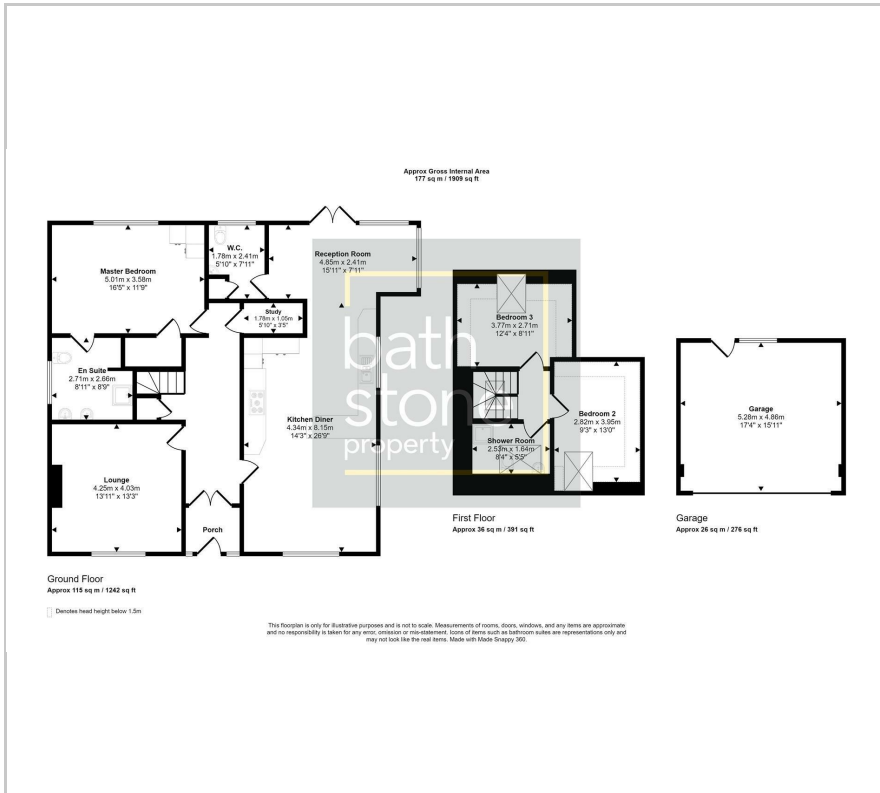 Approx Gross Internal Area
177 sq m / 1909 sq ft
Master Bedroom
5.01m x 3.58m
16'5" x 11'9"
W.C.
1.78m x 2.41m
5'10" x 7'11"
Reception Room
4.85m x 2.41m
15'11" x 7'11"
Study
1.78m x 1.05m
5'10" x 3'5"
En Suite
2.71m x 2.66m
8'11" x 8'9"
Kitchen Diner
4.34m x 8.15m
14'3" x 26'9"
Lounge
4.25m x 4.03m
13'11" x 13'3"
Porch
bath
stone
property
Bedroom 3
3.77m x 2.71m
12'4" x 8'11"
Bedroom 2
2.82m x 3.95m
9'3" x 13'0"
Shower Room
2.53m x 1.64m
8'4" x 5'5"
Garage
5.28m x 4.86m
17'4" x 15'11"
Ground Floor
Approx 115 sq m / 1242 sq ft
First Floor
Approx 36 sq m / 391 sq ft
Garage
Approx 26 sq m / 276 sq ft
Denotes head height below 1.5m
This floorplan is only for illustrative purposes and is not to scale. Measurements of rooms, doors, windows, and any items are approximate
and no responsibility is taken for any error, omission or mis-statement. Icons of items such as bathroom suites are representations only and
may not look like the real items. Made with Made Snappy 360.